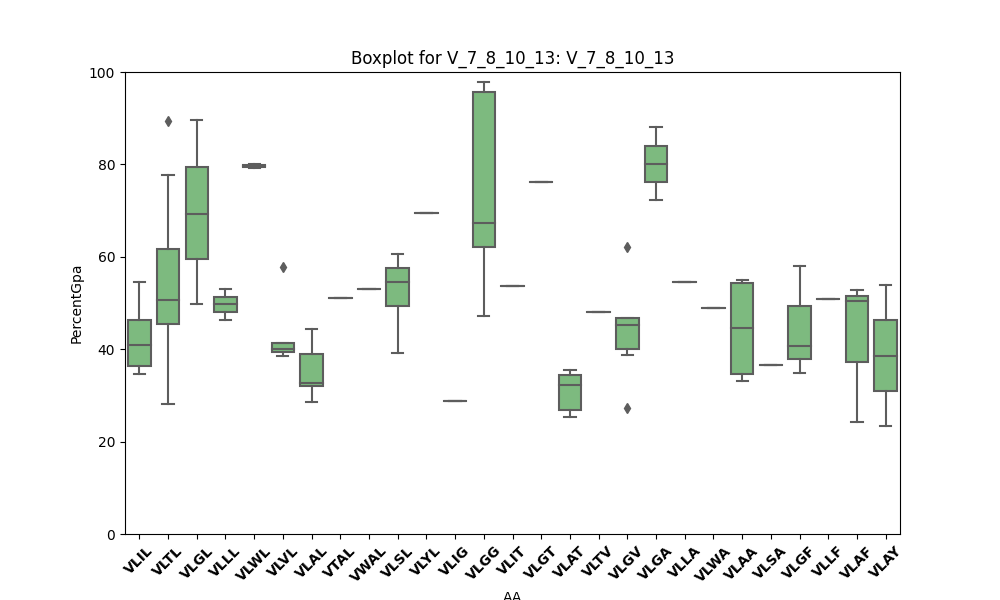 Boxplot for V_7_8_10_13: V_7_8_10_13
100
80
60
40
20
0
PercentGpa
VLIL
VLTL
VLGL
VLLL
VLWL
VLVL
VLAL
VTAL
VWAL
VLSL
VLYL
VLIG
VLGG
VLIT
VLGT
VLAT
VLTV
VLGV
VLGA
VLLA
VLWA
VLAA
VLSA
VLGF
VLLF
VLAF
VLAY
AA